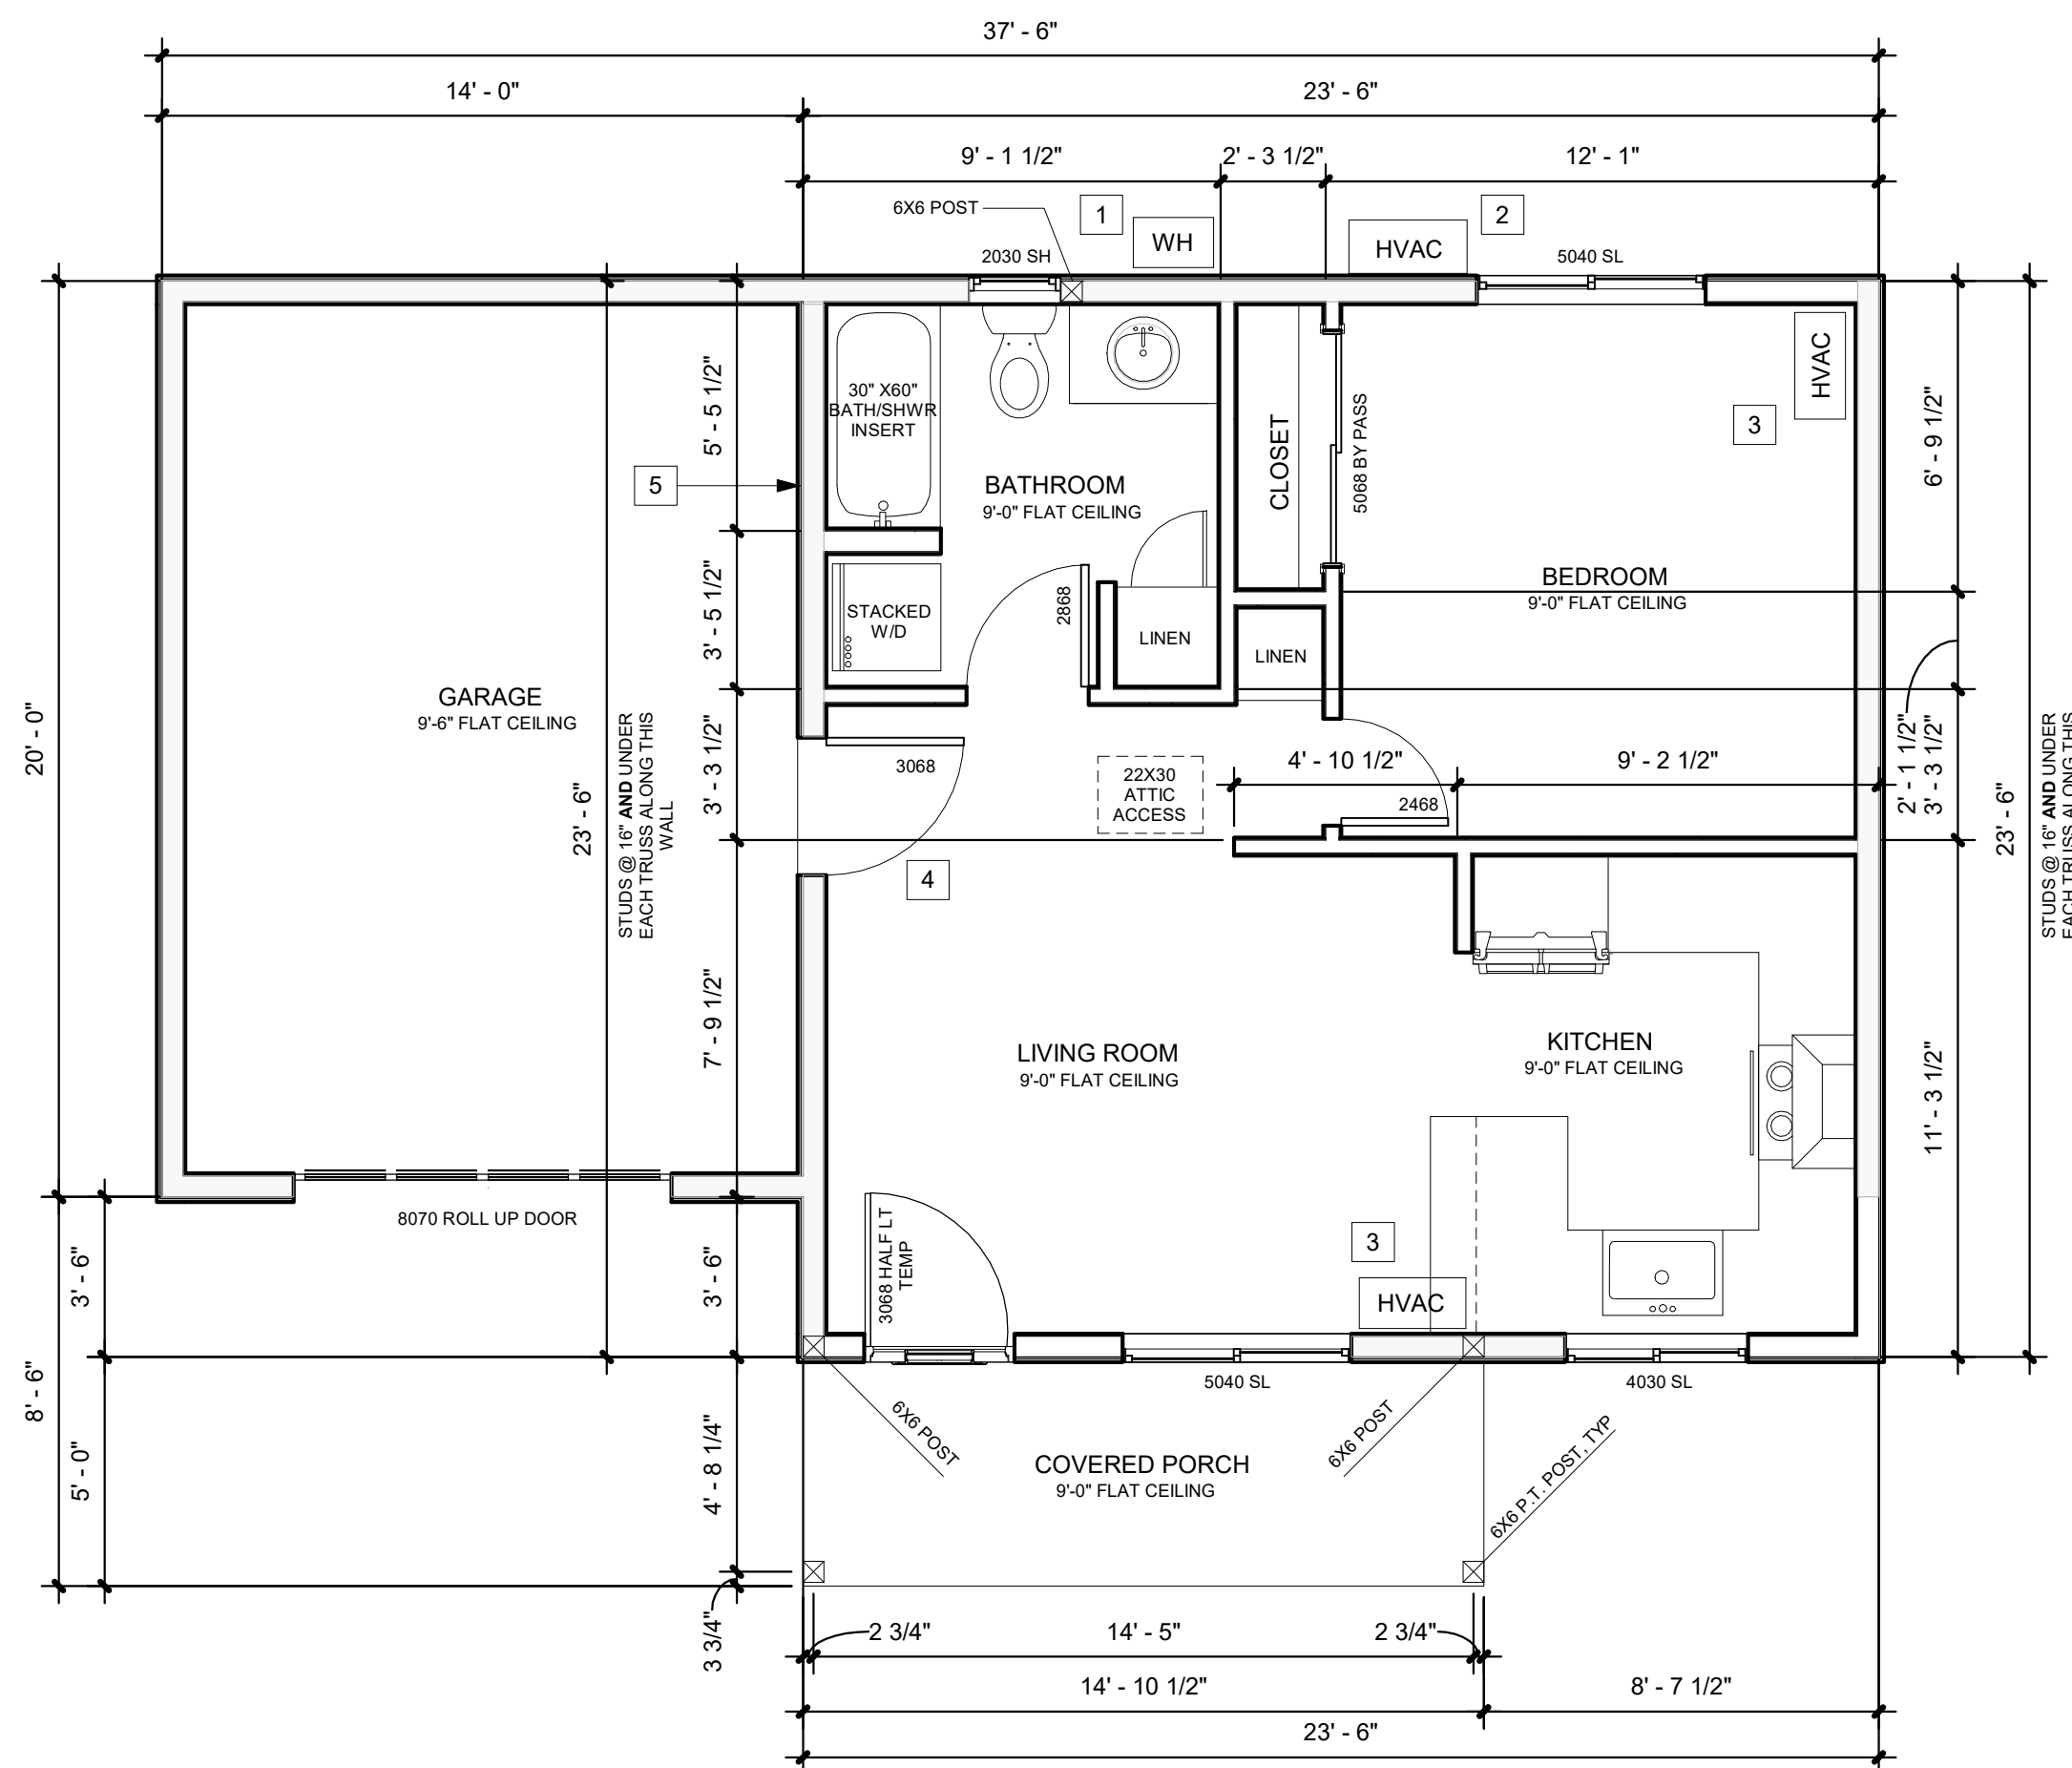 37' - 6"
14' - 0"
23' - 6"
9' - 1 1/2"
2' - 3 1/2"
12' - 1"
6X6 POST
1
WH
2
HVAC
2030 SH
5040 SL
30" X60"
BATH/SHWR
INSERT
BATHROOM
9'-0" FLAT CEILING
CLOSET
5068 BY PASS
HVAC
3
BEDROOM
9'-0" FLAT CEILING
5
5' - 5 1/2"
3' - 5 1/2"
3' - 3 1/2"
7' - 9 1/2"
3' - 6"
4' - 8 1/4"
3 3/4"
STACKED
W/D
2868
LINEN
LINEN
GARAGE
9'-6" FLAT CEILING
23' - 6"
STUDS @ 16" AND UNDER
EACH TRUSS ALONG THIS
WALL
20' - 0"
8' - 6"
3' - 6"
5' - 0"
3068
22X30
ATTIC
ACCESS
4' - 10 1/2"
9' - 2 1/2"
2468
4
6' - 9 1/2"
2' - 1 1/2"
3' - 3 1/2"
11' - 3 1/2"
23' - 6"
STUDS @ 16" AND UNDER
EACH TRUSS ALONG THIS
LIVING ROOM
9'-0" FLAT CEILING
KITCHEN
9'-0" FLAT CEILING
8070 ROLL UP DOOR
3068 HALF LT
TEMP
3
HVAC
5040 SL
4030 SL
6X6 POST
6X6 POST
6X6 P.T. POST, TYP
COVERED PORCH
9'-0" FLAT CEILING
2 3/4"
14' - 5"
2 3/4"
14' - 10 1/2"
8' - 7 1/2"
23' - 6"